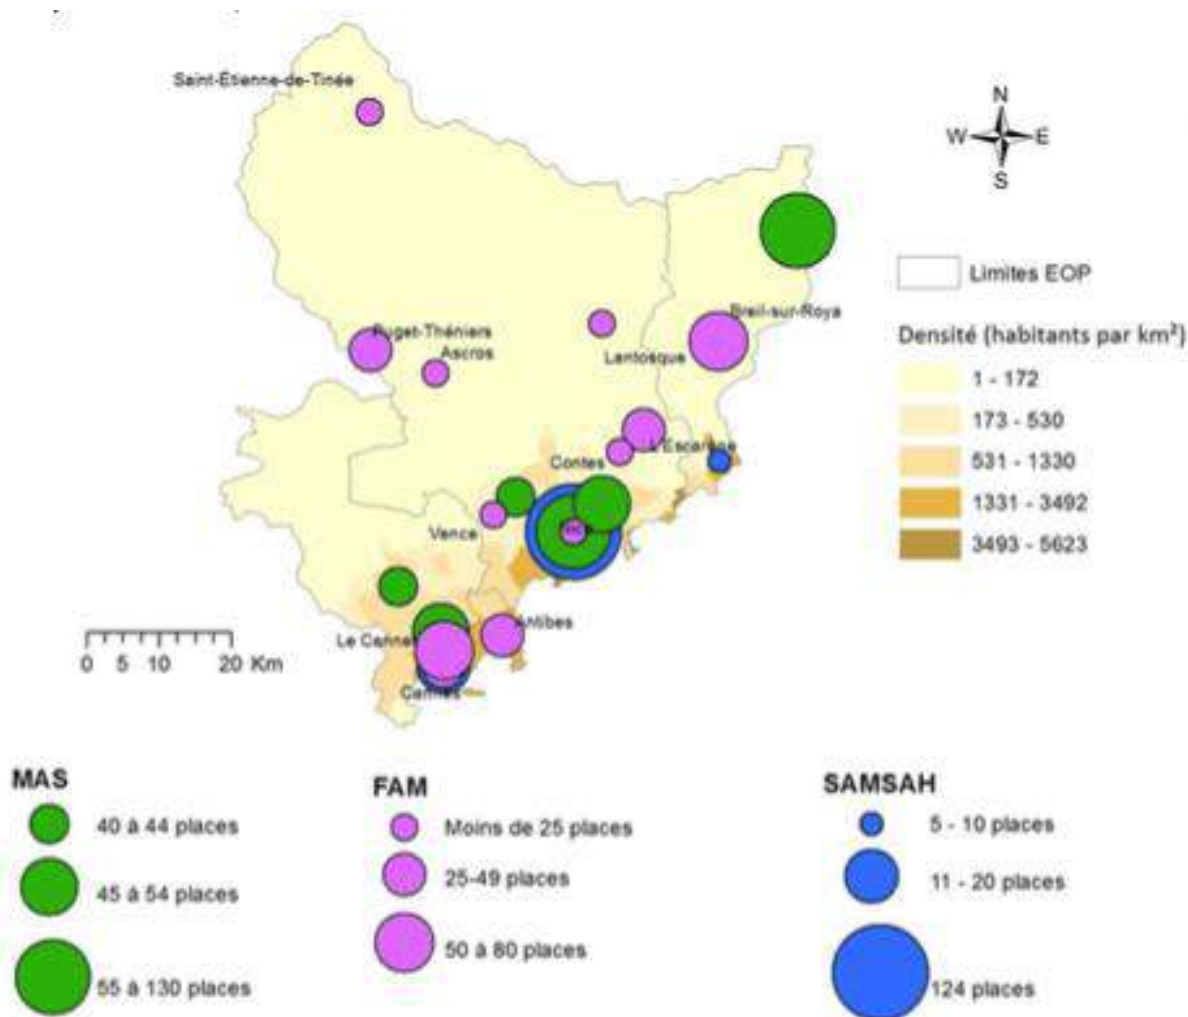 Saint-Étienne-de-Tinée
N
W E
S
Limites EOP
Breil-sur-Roya
Puget-Théniers
Ascros
Lantosque
Densité (habitants par km²)
1 - 172
173 - 530
531 - 1330
1331 - 3492
3493 - 5623
L'Escarène
Contes
Vence
Antibes
Le Cannet
Cannes
0 5 10 20 Km
MAS
40 à 44 places
45 à 54 places
55 à 130 places
FAM
Moins de 25 places
25-49 places
50 à 80 places
SAMSAH
5 - 10 places
11 - 20 places
124 places